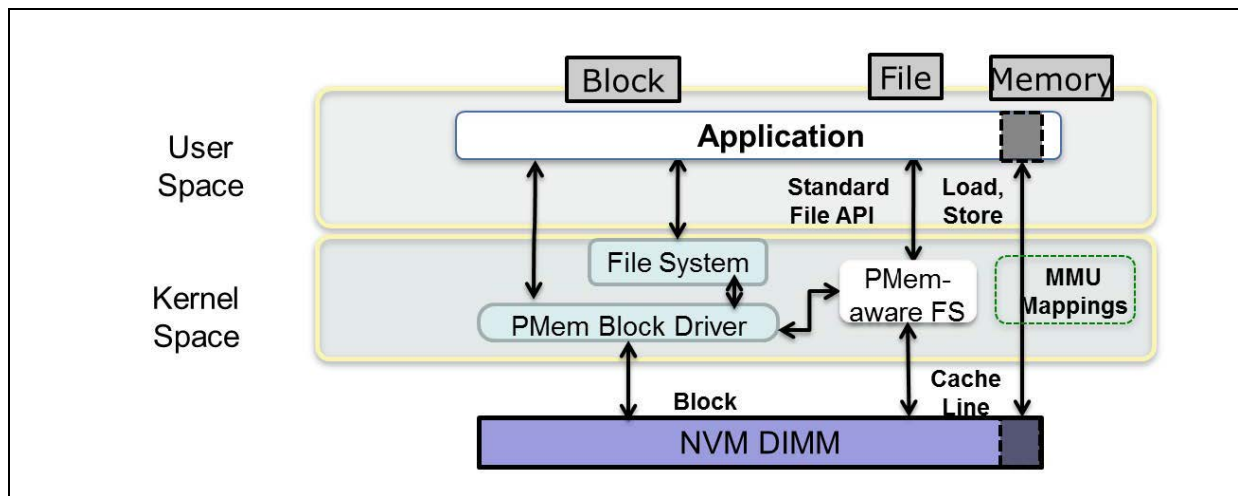 Block
File
Memory
User
Space
Application
Standard
File API
Load,
Store
Kernel
Space
File System
PMem Block Driver
PMem-
aware FS
MMU
Mappings
Block
Cache
Line
NVM DIMM